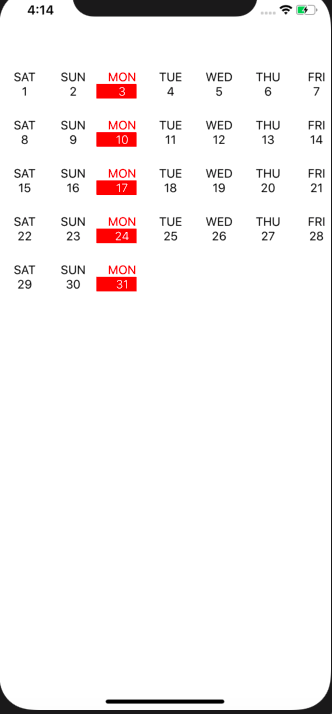 4:14
SAT SUN MON TUE WED THU FRI
1 2 3 4 5 6 7
SAT SUN MON TUE WED THU FRI
8 9 10 11 12 13 14
SAT SUN MON TUE WED THU FRI
15 16 17 18 19 20 21
SAT SUN MON TUE WED THU FRI
22 23 24 25 26 27 28
SAT SUN MON
29 30 31